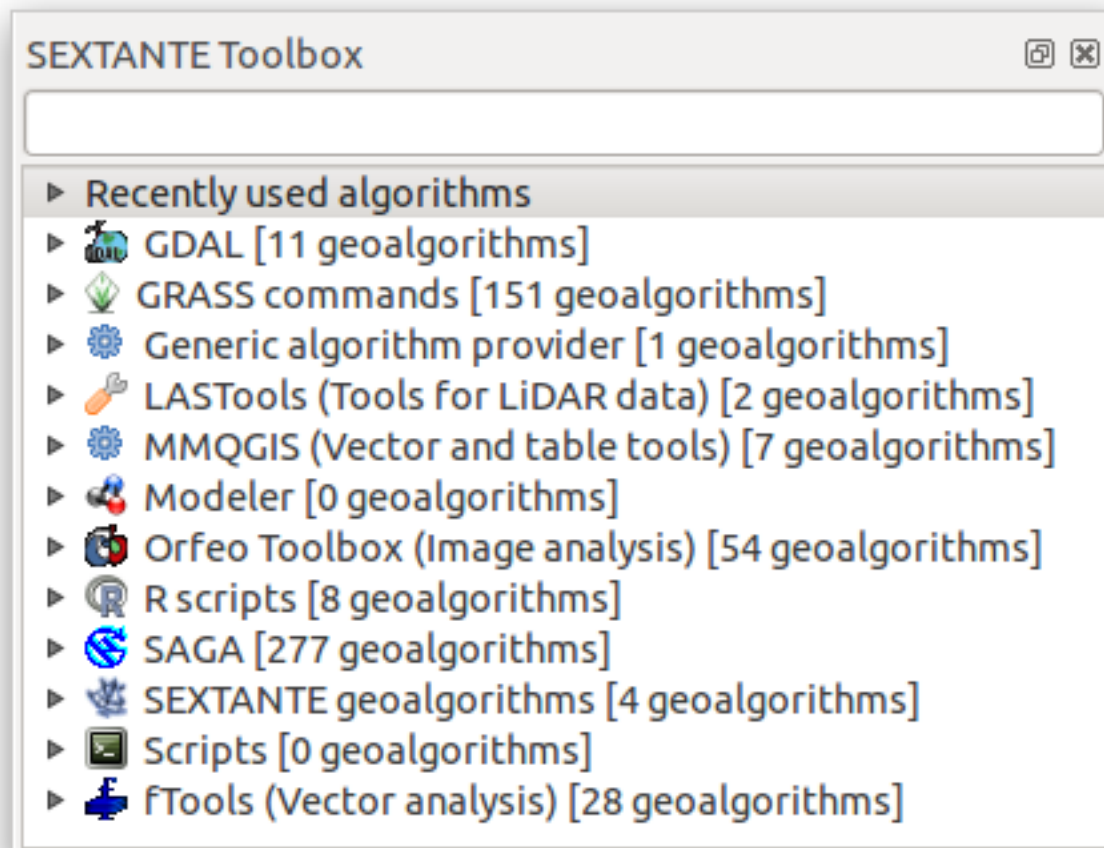 SEXTANTE Toolbox
Recently used algorithms
GDAL [11 geoalgorithms]
GRASS commands [151 geoalgorithms]
Generic algorithm provider [1 geoalgorithms]
LASTools (Tools for LiDAR data) [2 geoalgorithms]
MMQGIS (Vector and table tools) [7 geoalgorithms]
Modeler [0 geoalgorithms]
Orfeo Toolbox (Image analysis) [54 geoalgorithms]
R scripts [8 geoalgorithms]
SAGA [277 geoalgorithms]
SEXTANTE geoalgorithms [4 geoalgorithms]
Scripts [0 geoalgorithms]
fTools (Vector analysis) [28 geoalgorithms]